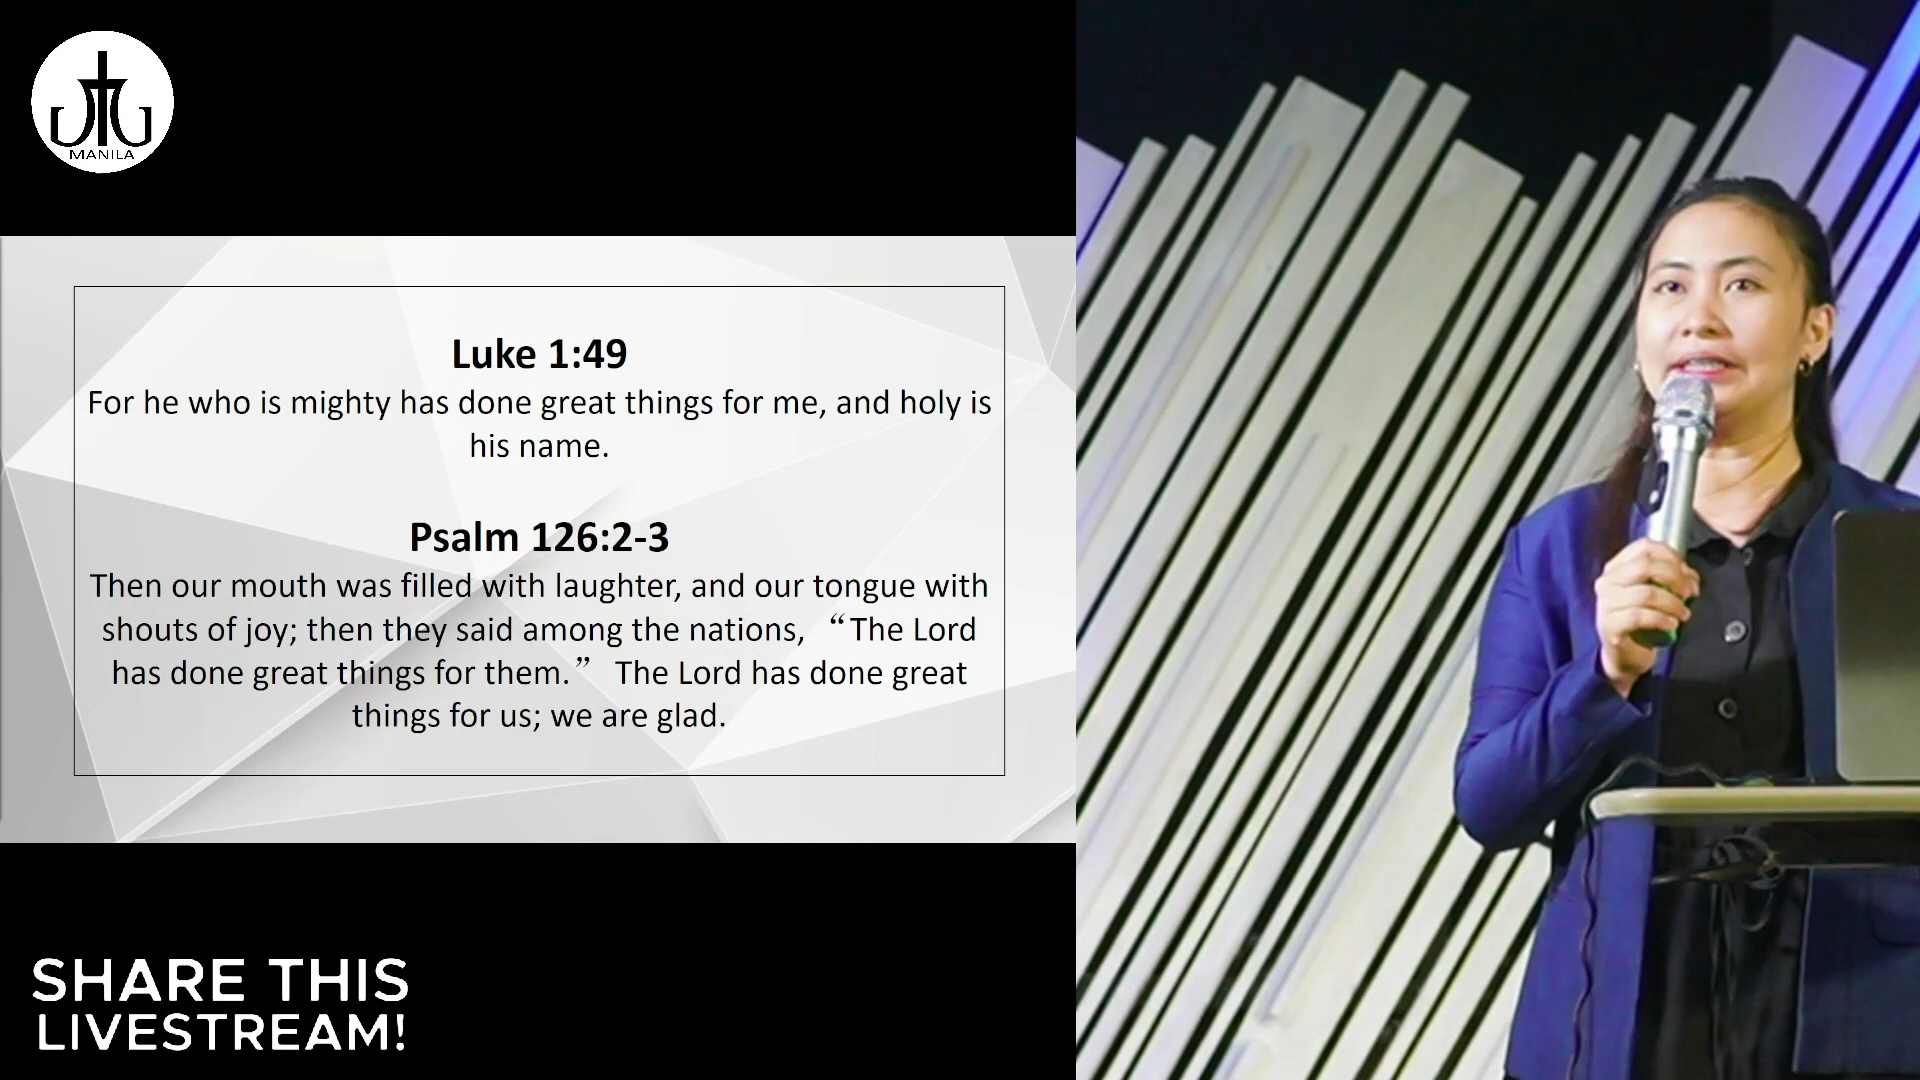 JTG
MANILA
Luke 1:49
For he who is mighty has done great things for me, and holy is
his name.
Psalm 126:2-3
Then our mouth was filled with laughter, and our tongue with
shouts of joy; then they said among the nations, “The Lord
has done great things for them.” The Lord has done great
things for us; we are glad.
SHARE THIS
LIVESTREAM!